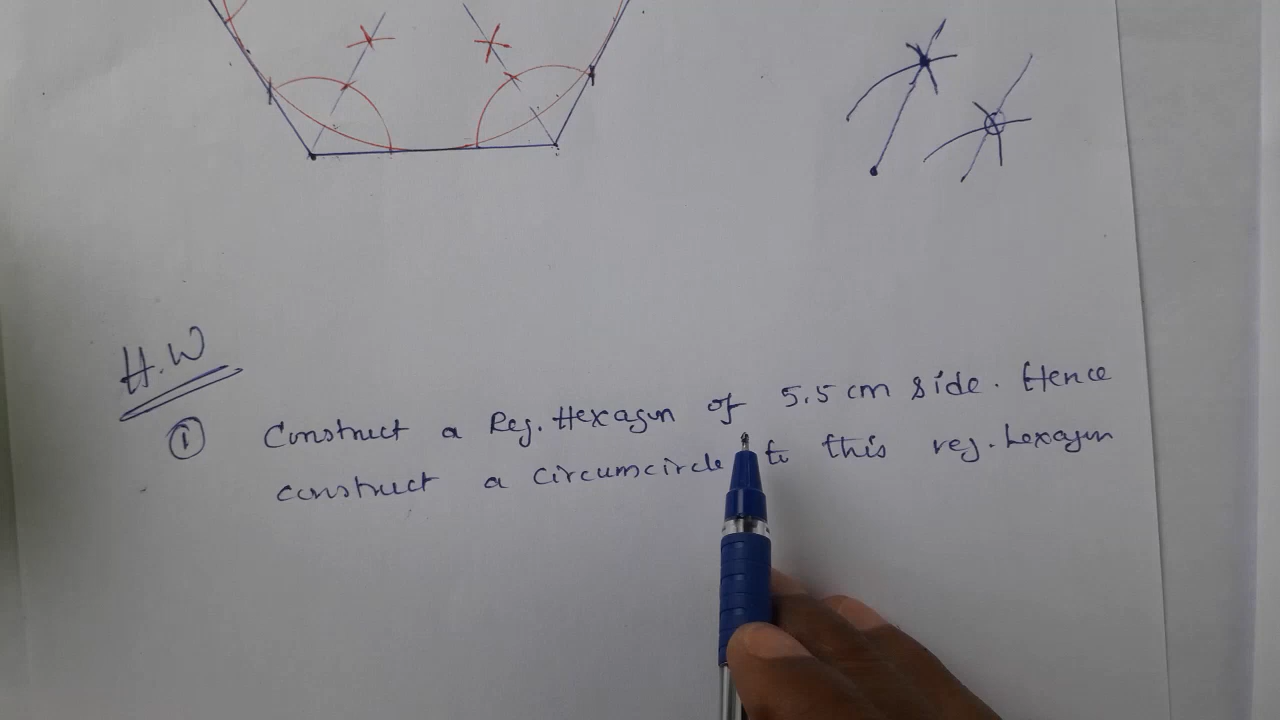 H.W
① Construct a Reg. Hexagon of 5.5 cm side. Hence
construct a circumcircle to this reg. hexagon